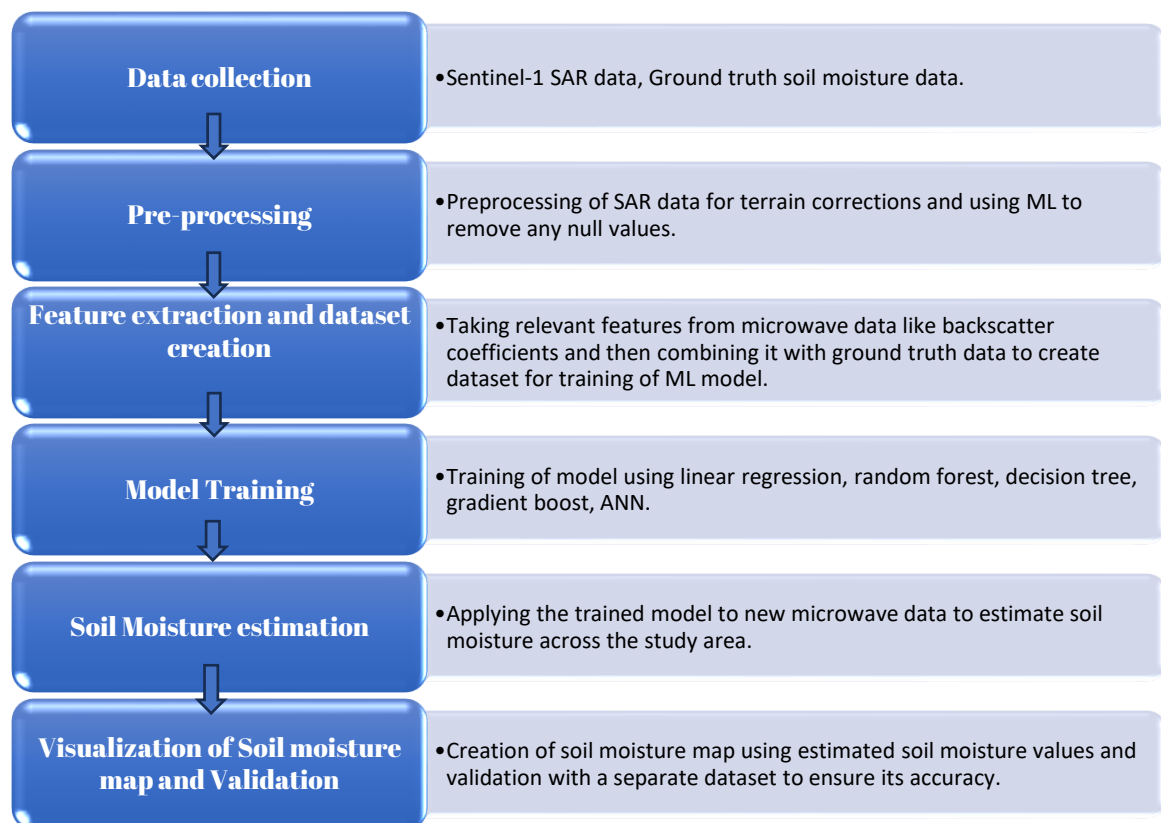 Data collection
•Sentinel-1 SAR data, Ground truth soil moisture data.
Pre-processing
•Preprocessing of SAR data for terrain corrections and using ML to
remove any null values.
Feature extraction and dataset
creation
•Taking relevant features from microwave data like backscatter
coefficients and then combining it with ground truth data to create
dataset for training of ML model.
Model Training
•Training of model using linear regression, random forest, decision tree,
gradient boost, ANN.
Soil Moisture estimation
•Applying the trained model to new microwave data to estimate soil
moisture across the study area.
Visualization of Soil moisture
map and Validation
•Creation of soil moisture map using estimated soil moisture values and
validation with a separate dataset to ensure its accuracy.